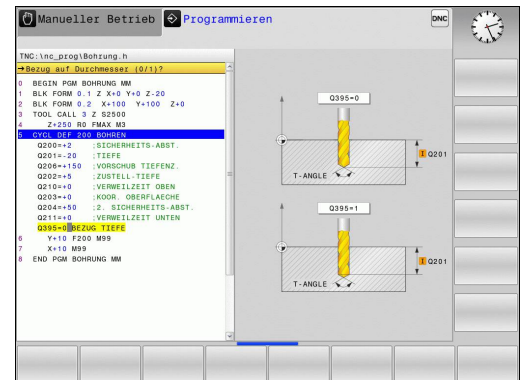 Manueller Betrieb
Programmieren
DNC
TNC:\nc_prog\Bohrung.h
→Bezug auf Durchmesser (0/1)?
0 BEGIN PGM BOHRUNG MM
1 BLK FORM 0.1 Z X+0 Y+0 Z-20
2 BLK FORM 0.2 X+100 Y+100 Z+0
3 TOOL CALL 3 Z S2500
4 Z+250 R0 FMAX M3
5 CYCL DEF 200 BOHREN
Q200=+2 ;SICHERHEITS-ABST.
Q201=-20 ;TIEFE
Q206=+150 ;VORSCHUB TIEFENZ.
Q202=+5 ;ZUSTELL-TIEFE
Q210=+0 ;VERWEILZEIT OBEN
Q203=+0 ;KOOR. OBERFLAECHE
Q204=+50 ;2. SICHERHEITS-ABST.
Q211=+0 ;VERWEILZEIT UNTEN
Q395=0 BEZUG TIEFE
6 Y+10 F200 M99
7 X+10 M99
8 END PGM BOHRUNG MM
Q395=0
I Q201
T-ANGLE
Q395=1
I Q201
T-ANGLE